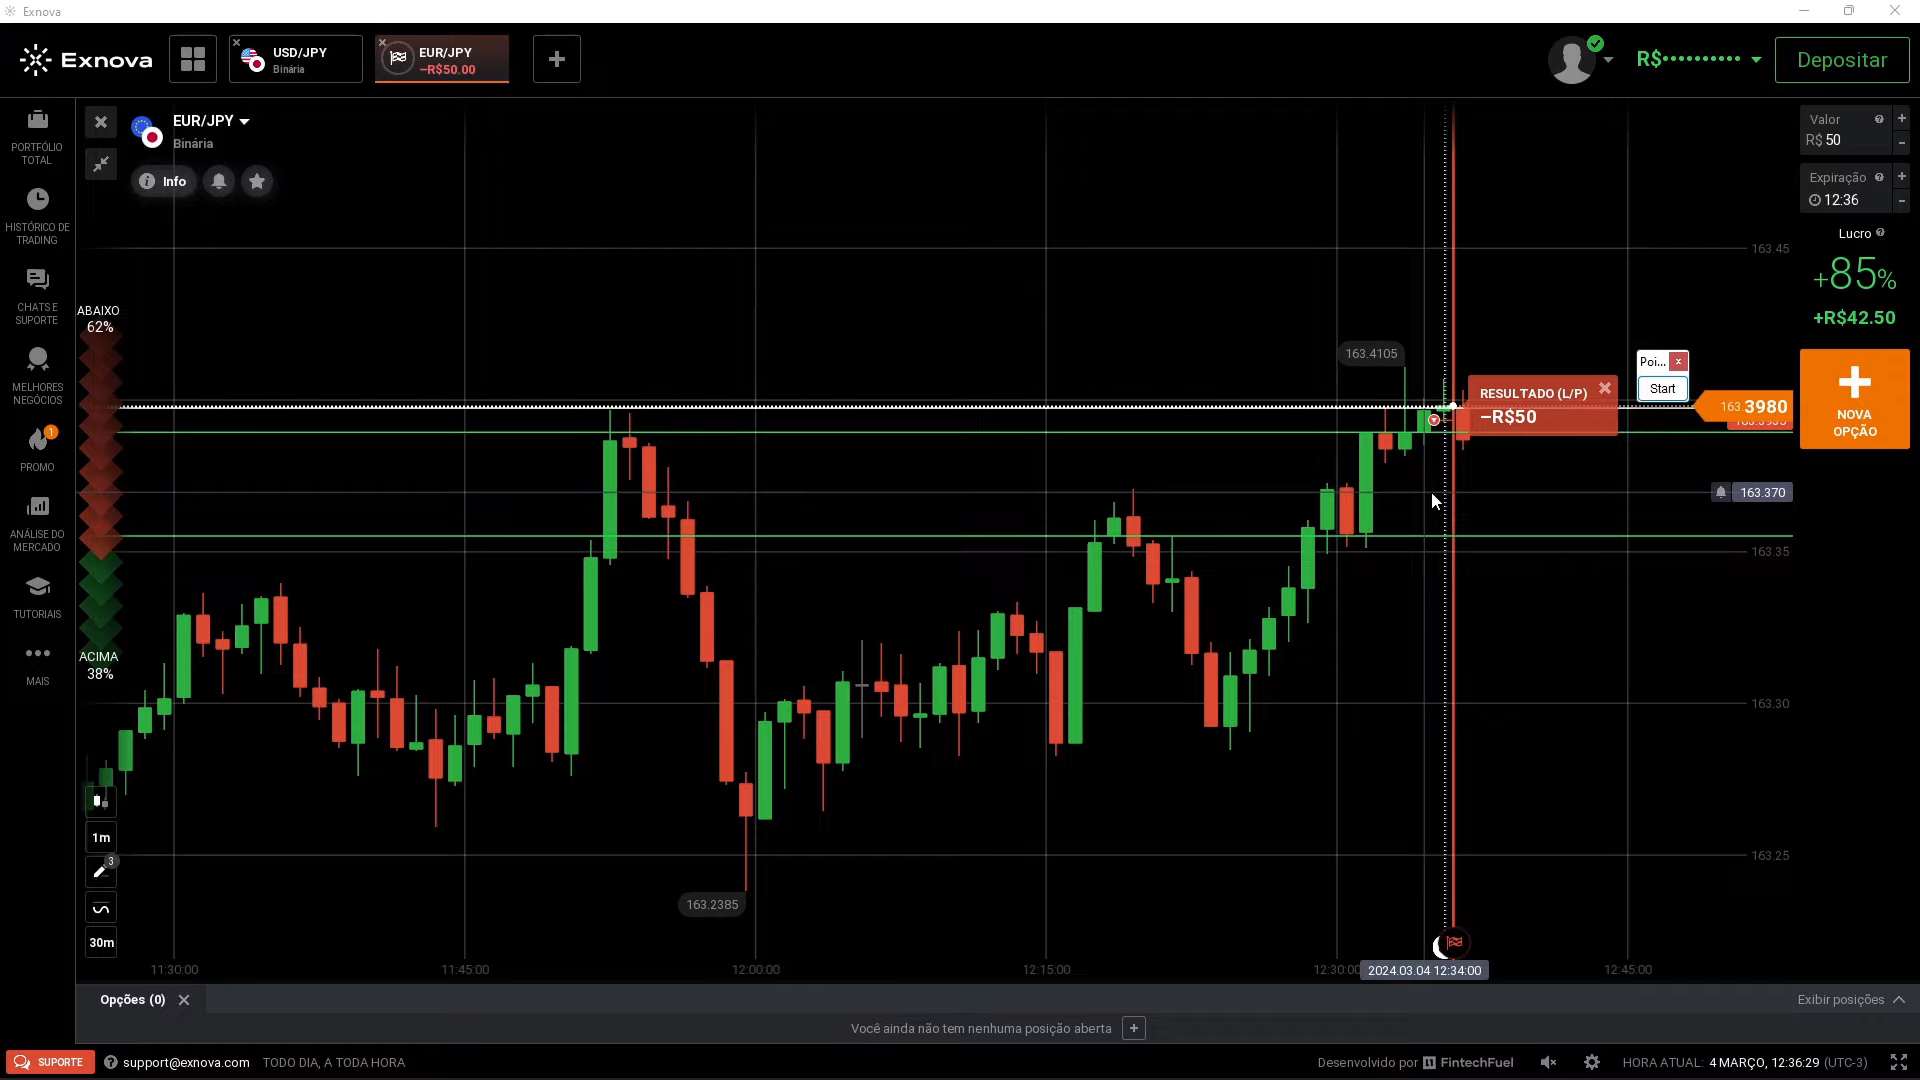 Exnova
Exnova
USD/JPY
Binária
EUR/JPY
–R$50.00
R$••••••••••
Depositar
PORTFÓLIO
TOTAL
HISTÓRICO DE
TRADING
CHATS E
SUPORTE
MELHORES
NEGÓCIOS
1
PROMO
ANÁLISE DO
MERCADO
TUTORIAIS
MAIS
EUR/JPY
Binária
Info
ABAIXO
62%
ACIMA
38%
1m
3
30m
163.4105
163.2385
RESULTADO (L/P)
–R$50
Poi...
Start
163.45
163.3980
163.370
163.35
163.30
163.25
11:30:00
11:45:00
12:00:00
12:15:00
12:30:00
2024.03.04 12:34:00
12:45:00
Valor
R$ 50
Expiração
12:36
Lucro
+85%
+R$42.50
NOVA
OPÇÃO
Opções (0)
Exibir posições
Você ainda não tem nenhuma posição aberta
SUPORTE
support@exnova.com
TODO DIA, A TODA HORA
Desenvolvido por FintechFuel
HORA ATUAL: 4 MARÇO, 12:36:29 (UTC-3)